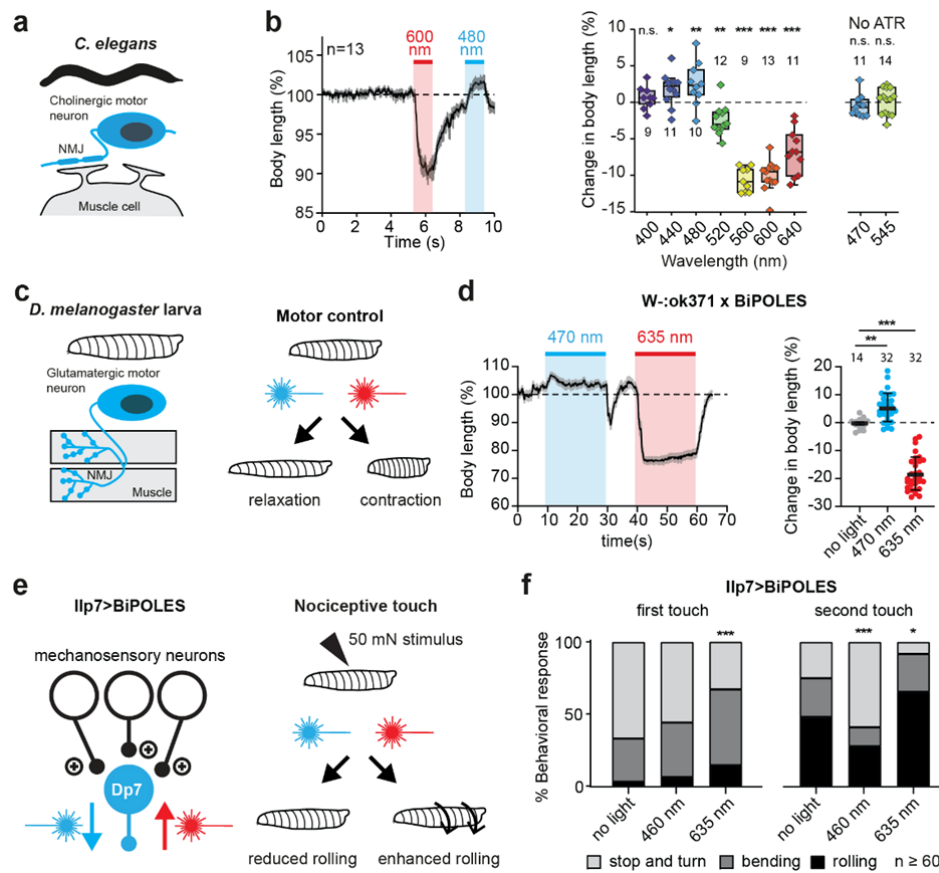 a
C. elegans
Cholinergic motor
neuron
NMJ
Muscle cell
b
n=13
600
nm
480
nm
Body length (%)
100
95
90
85
0 2 4 6 8 10
Time (s)
Change in body length (%)
10
5
0
-5
-10
-15
n.s. * ** ** *** *** ***
12 9 13 11
9 11 10
400 440 480 520 560 600 640
Wavelength (nm)
No ATR
n.s. n.s.
11 14
470 545
c
D. melanogaster larva
Glutamatergic motor
neuron
NMJ
Muscle
Motor control
relaxation contraction
d
W-:ok371 x BiPOLES
470 nm 635 nm
Body length (%)
110
100
90
80
70
60
0 10 20 30 40 50 60 70
time(s)
Change in body length (%)
***
**
14 32 32
20
10
0
-10
-20
-30
no light 470 nm 635 nm
e
Ilp7>BiPOLES
mechanosensory neurons
+ + +
Dp7
Nociceptive touch
50 mN stimulus
reduced rolling enhanced rolling
f
Ilp7>BiPOLES
first touch second touch
*** *** *
% Behavioral response
100
50
0
no light 460 nm 635 nm no light 460 nm 635 nm
stop and turn bending rolling n ≥ 60